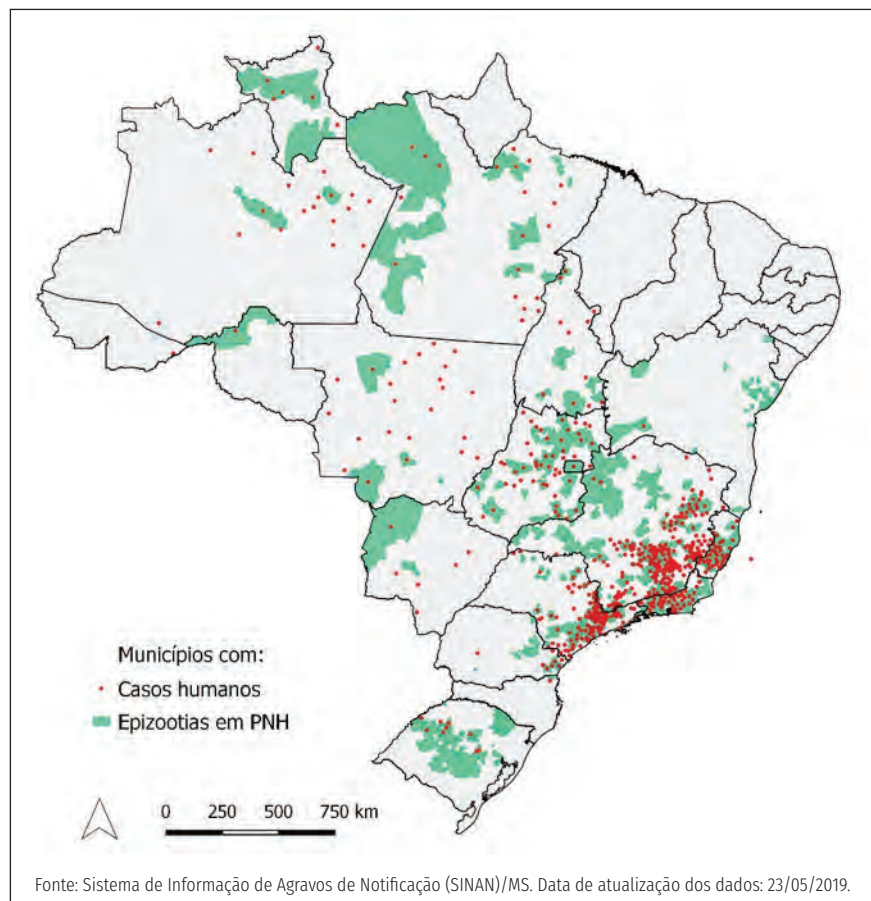 Municípios com:
Casos humanos
Epizootias em PNH
0 250 500 750 km
Fonte: Sistema de Informação de Agravos de Notificação (SINAN)/MS. Data de atualização dos dados: 23/05/2019.